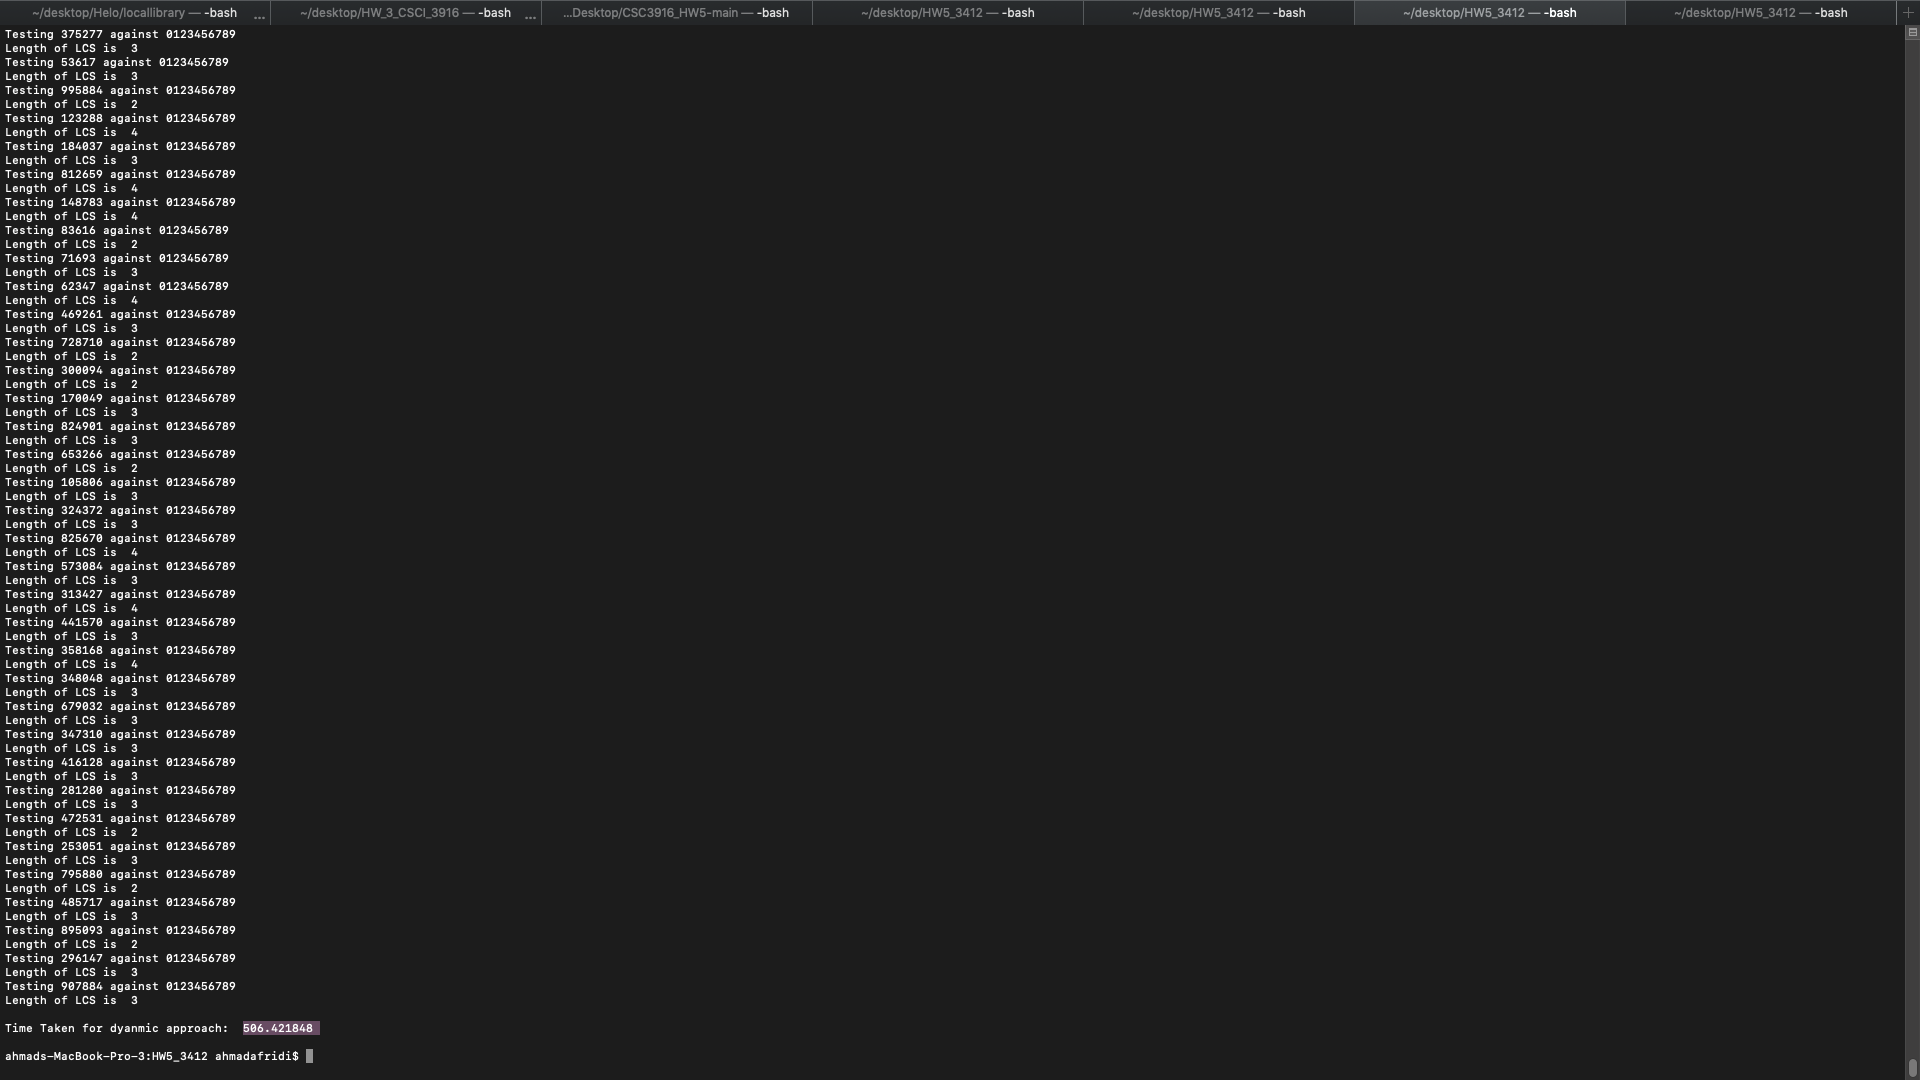 ~/desktop/Helo/locallibrary — -bash ... ~/desktop/HW_3_CSCI_3916 — -bash ... ...Desktop/CSC3916_HW5-main — -bash ~/desktop/HW5_3412 — -bash ~/desktop/HW5_3412 — -bash ~/desktop/HW5_3412 — -bash ~/desktop/HW5_3412 — -bash +
Testing 375277 against 0123456789
Length of LCS is  3
Testing 53617 against 0123456789
Length of LCS is  3
Testing 995884 against 0123456789
Length of LCS is  2
Testing 123288 against 0123456789
Length of LCS is  4
Testing 184037 against 0123456789
Length of LCS is  3
Testing 812659 against 0123456789
Length of LCS is  4
Testing 148783 against 0123456789
Length of LCS is  4
Testing 83616 against 0123456789
Length of LCS is  2
Testing 71693 against 0123456789
Length of LCS is  3
Testing 62347 against 0123456789
Length of LCS is  4
Testing 469261 against 0123456789
Length of LCS is  3
Testing 728710 against 0123456789
Length of LCS is  2
Testing 300094 against 0123456789
Length of LCS is  2
Testing 170049 against 0123456789
Length of LCS is  3
Testing 824901 against 0123456789
Length of LCS is  3
Testing 653266 against 0123456789
Length of LCS is  2
Testing 105806 against 0123456789
Length of LCS is  3
Testing 324372 against 0123456789
Length of LCS is  3
Testing 825670 against 0123456789
Length of LCS is  4
Testing 573084 against 0123456789
Length of LCS is  3
Testing 313427 against 0123456789
Length of LCS is  4
Testing 441570 against 0123456789
Length of LCS is  3
Testing 358168 against 0123456789
Length of LCS is  4
Testing 348048 against 0123456789
Length of LCS is  3
Testing 679032 against 0123456789
Length of LCS is  3
Testing 347310 against 0123456789
Length of LCS is  3
Testing 416128 against 0123456789
Length of LCS is  3
Testing 281280 against 0123456789
Length of LCS is  3
Testing 472531 against 0123456789
Length of LCS is  2
Testing 253051 against 0123456789
Length of LCS is  3
Testing 795880 against 0123456789
Length of LCS is  2
Testing 485717 against 0123456789
Length of LCS is  3
Testing 895093 against 0123456789
Length of LCS is  2
Testing 296147 against 0123456789
Length of LCS is  3
Testing 907884 against 0123456789
Length of LCS is  3
Time Taken for dyanmic approach:  506.421848
ahmads-MacBook-Pro-3:HW5_3412 ahmadafridi$